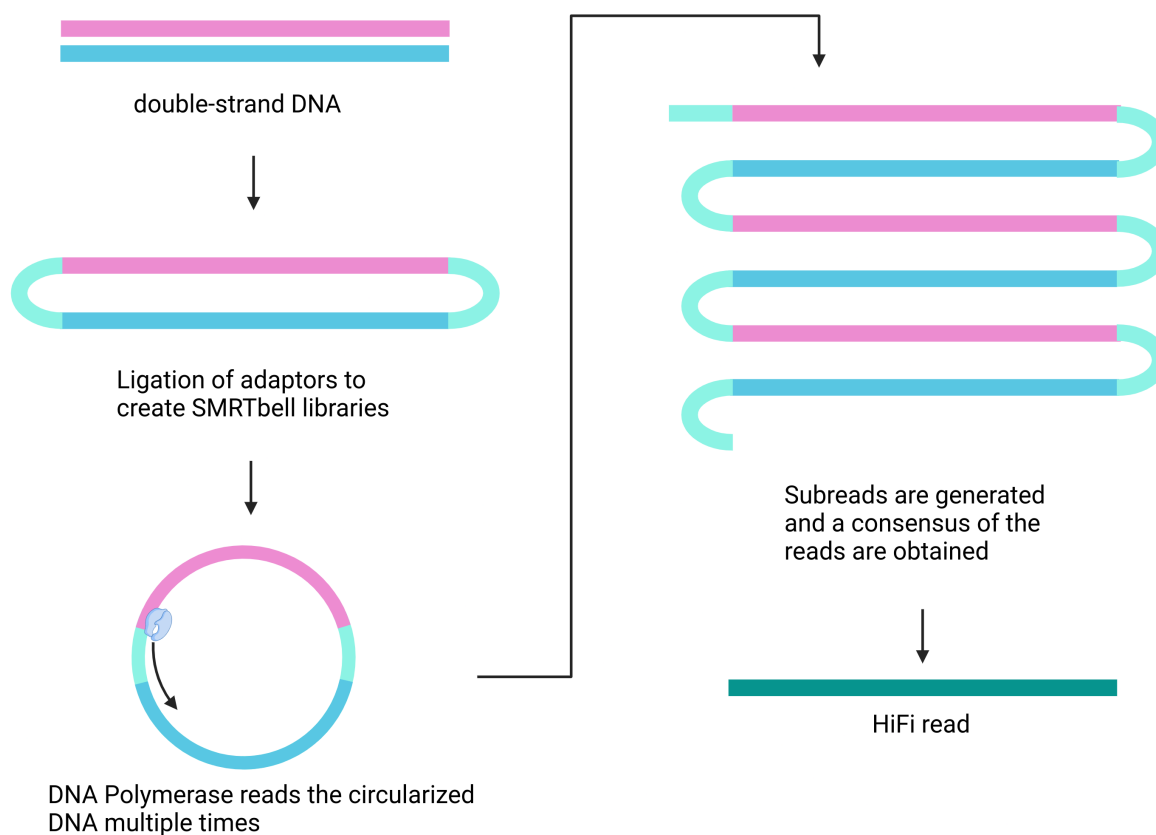 double-strand DNA
Ligation of adaptors to
create SMRTbell libraries
DNA Polymerase reads the circularized
DNA multiple times
Subreads are generated
and a consensus of the
reads are obtained
HiFi read